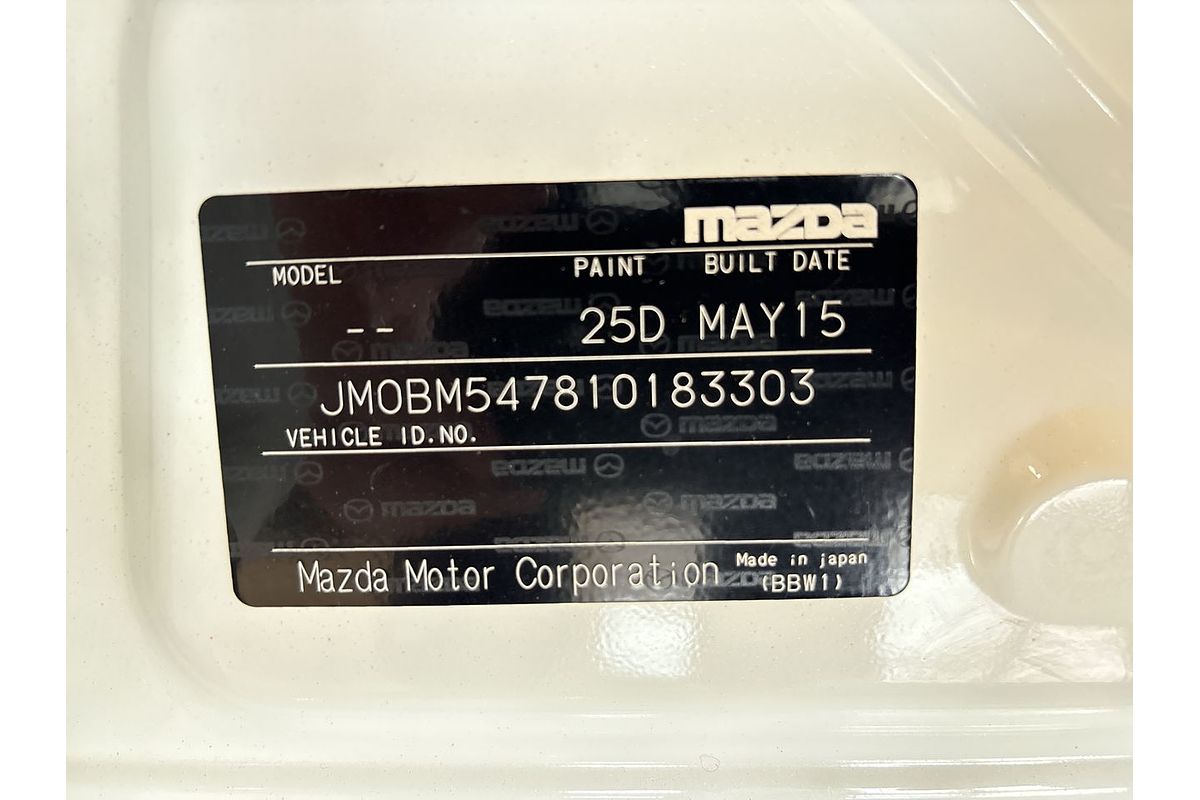 mazda
MODEL PAINT BUILT DATE
-- 25D MAY15
JM0BM547810183303
VEHICLE ID.NO.
Mazda Motor Corporation Made in japan
(BBW1)